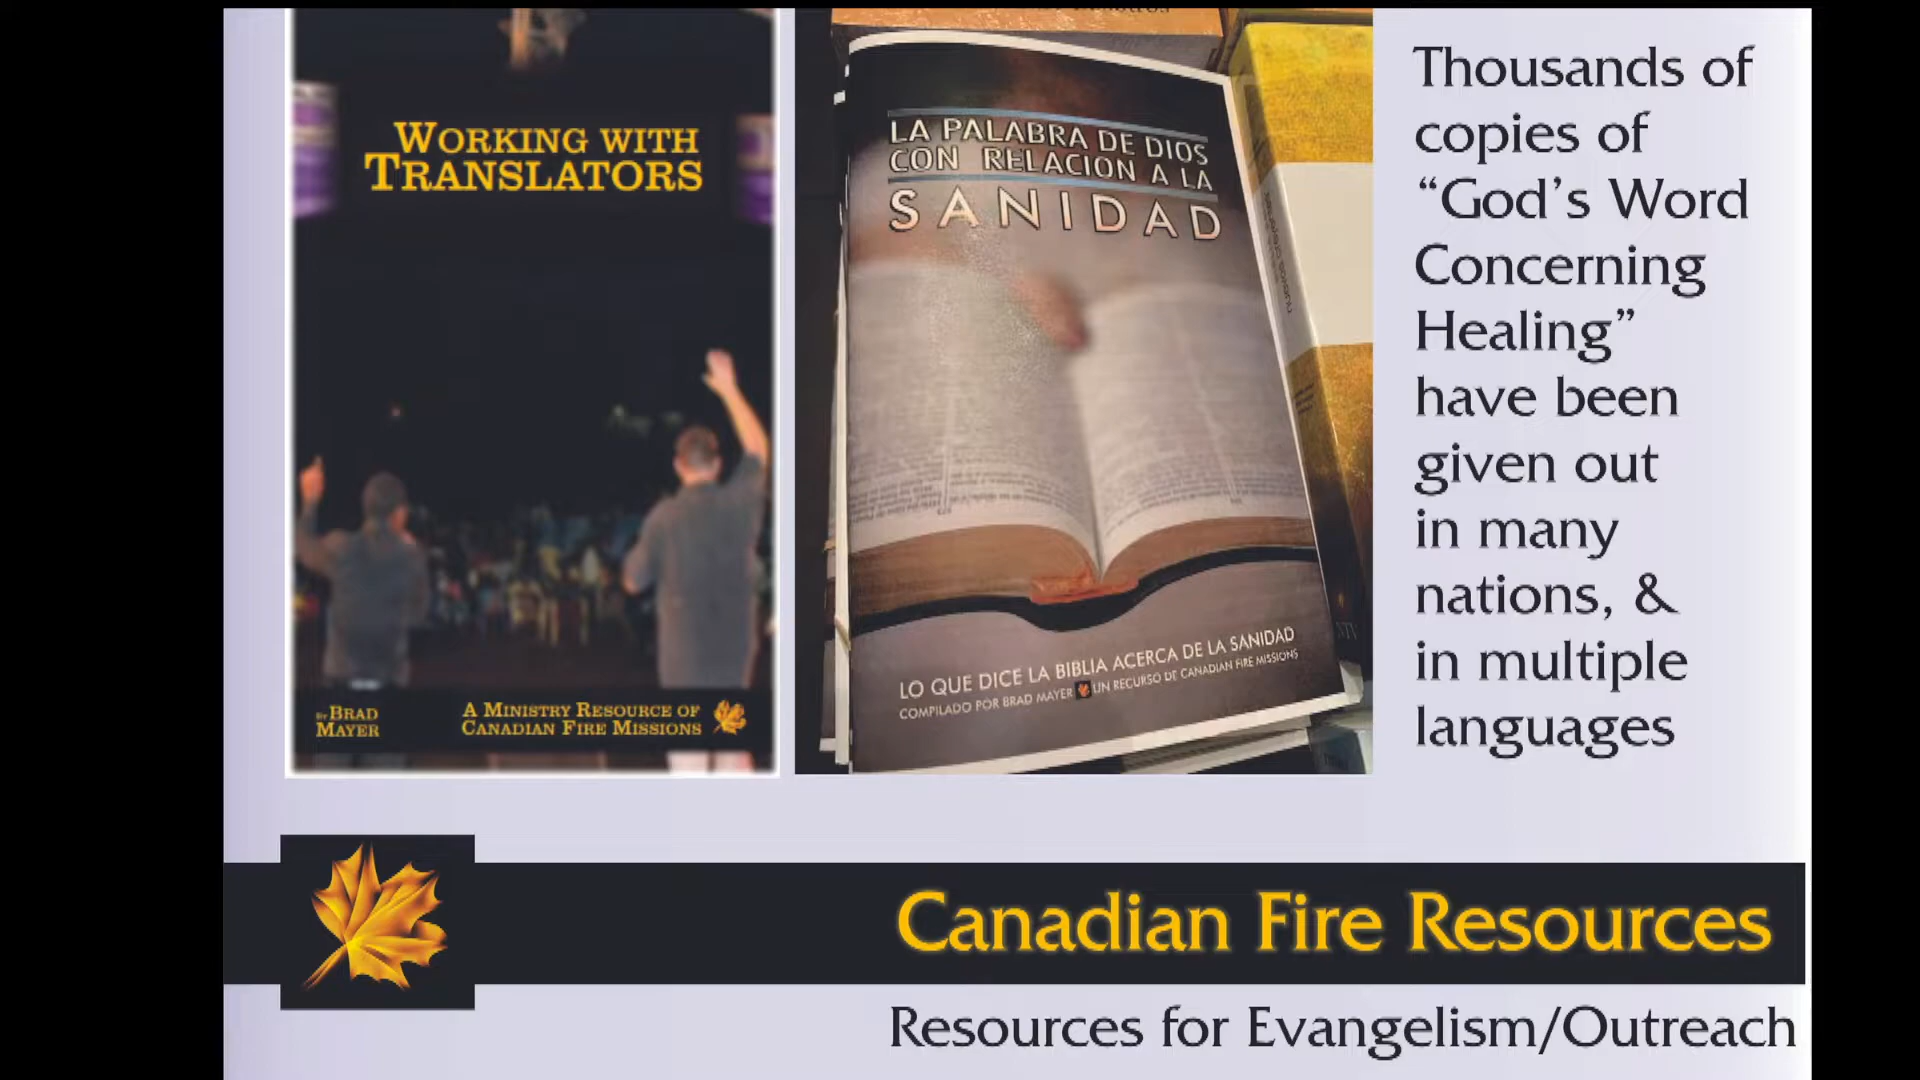 WORKING WITH
TRANSLATORS
BY BRAD
MAYER
A MINISTRY RESOURCE OF
CANADIAN FIRE MISSIONS
LA PALABRA DE DIOS
CON RELACION A LA
SANIDAD
LO QUE DICE LA BIBLIA ACERCA DE LA SANIDAD
COMPILADO POR BRAD MAYER UN RECURSO DE CANADIAN FIRE MISSIONS
Thousands of
copies of
“God’s Word
Concerning
Healing”
have been
given out
in many
nations, &
in multiple
languages
Canadian Fire Resources
Resources for Evangelism/Outreach